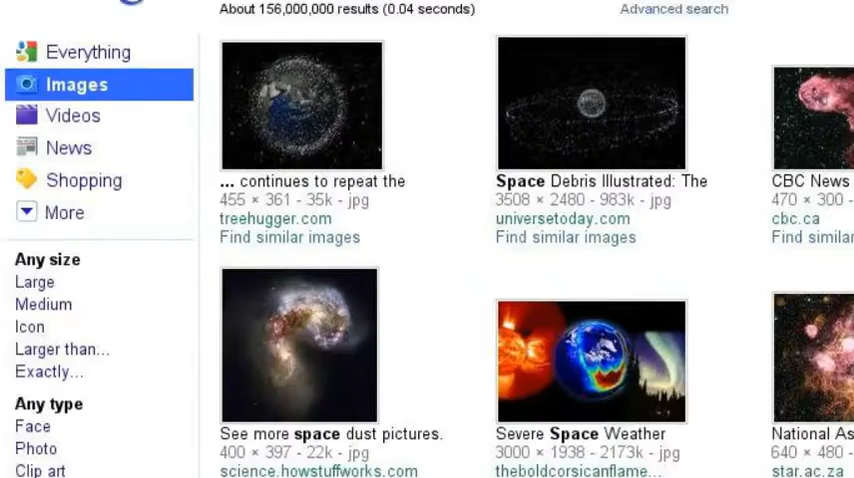 About 156,000,000 results (0.04 seconds)
Advanced search
Everything
Images
Videos
News
Shopping
More
Any size
Large
Medium
Icon
Larger than...
Exactly...
Any type
Face
Photo
Clip art
... continues to repeat the
455 × 361 - 35k - jpg
treehugger.com
Find similar images
Space Debris Illustrated: The
3508 × 2480 - 983k - jpg
universetoday.com
Find similar images
CBC News
470 × 300 -
cbc.ca
Find similar
See more space dust pictures.
400 × 397 - 22k - jpg
science.howstuffworks.com
Severe Space Weather
3000 × 1938 - 2173k - jpg
theboldcorsicanflame...
National As
640 × 480 -
star.ac.za